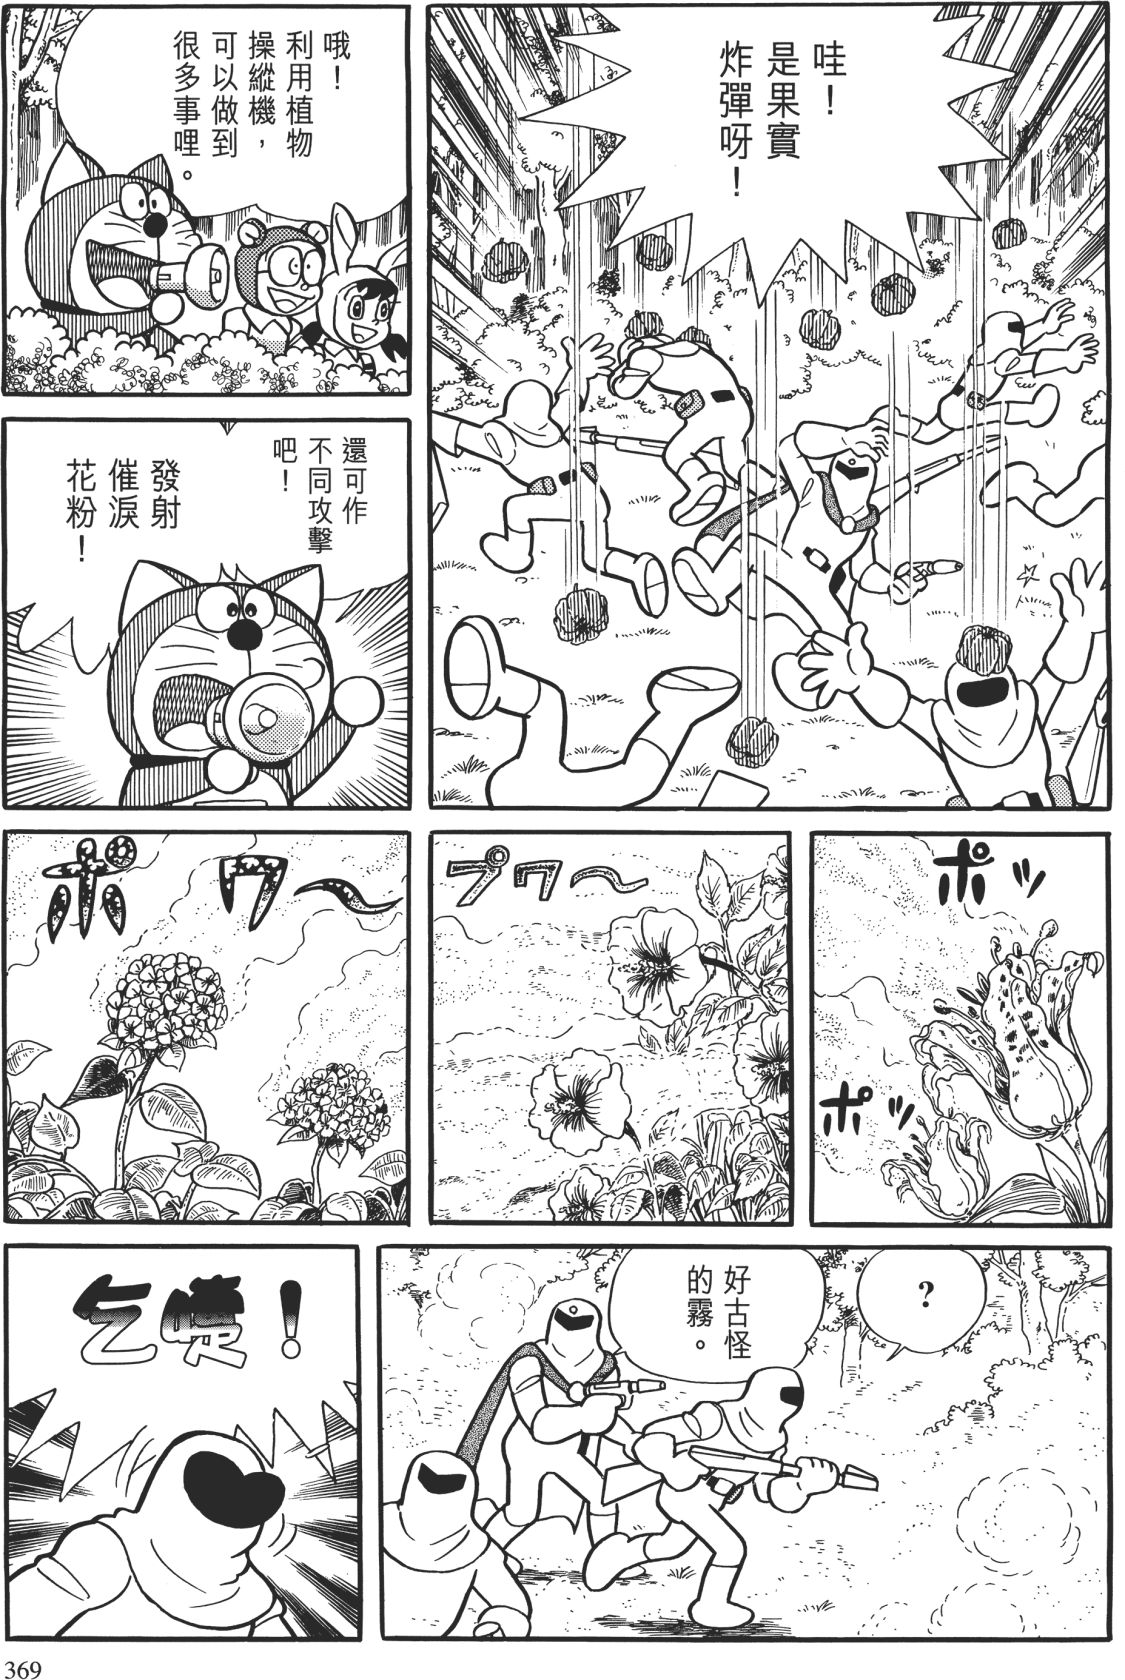 哇！
是果實
炸彈呀！
哦！
利用植物
操縱機，
可以做到
很多事哩。
還可作
不同攻擊
吧！
發射
催淚
花粉！
ポッ
ポッ
プワ～
ボワ～
？
好古怪
的霧。
乞嚏！
369